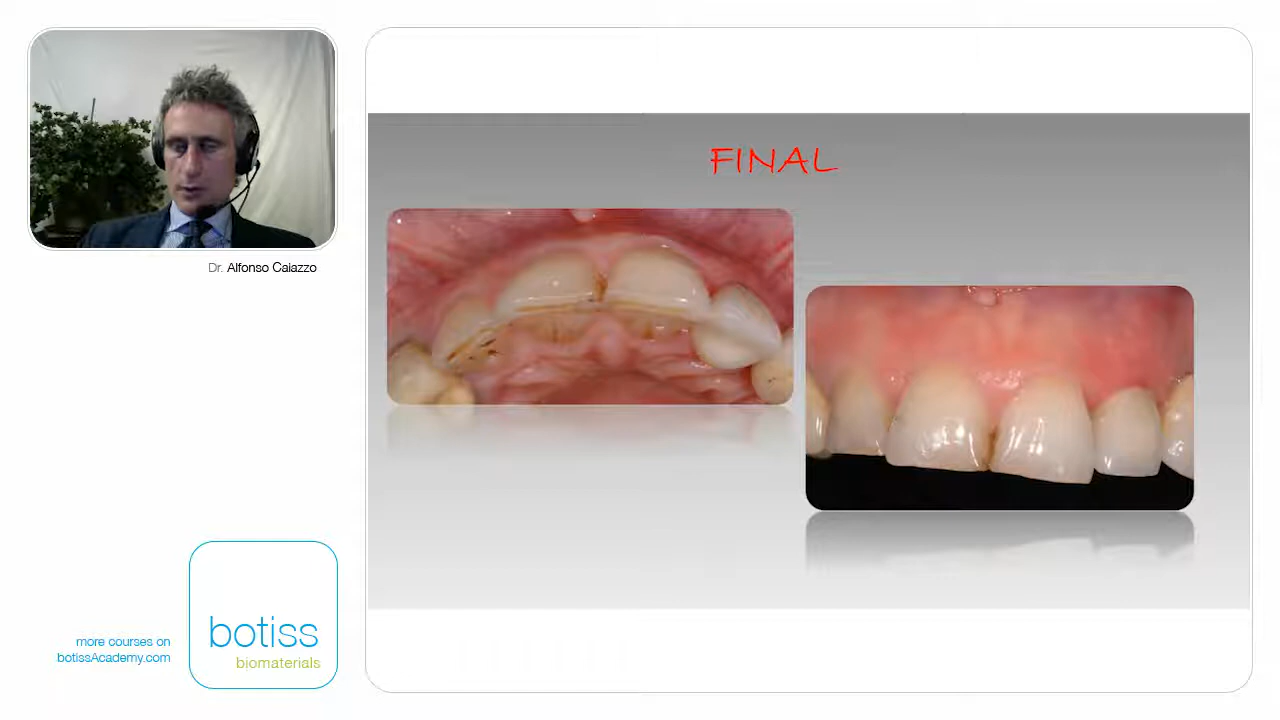 FINAL
Dr. Alfonso Caiazzo
botiss
biomaterials
more courses on
botissAcademy.com